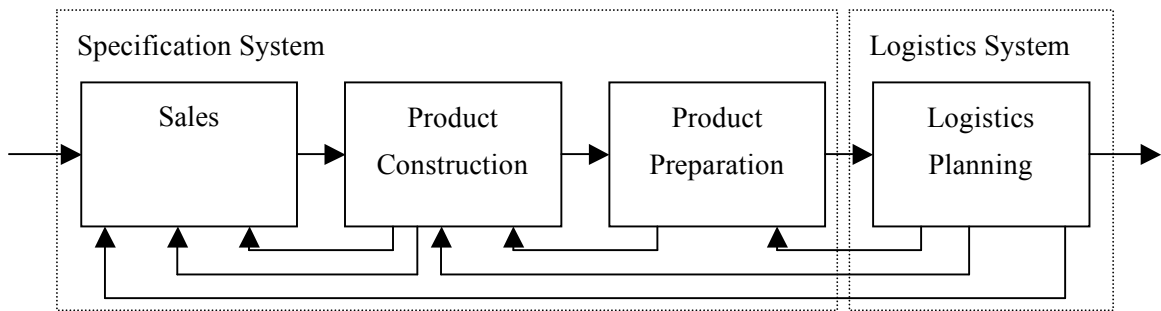 Specification System
Logistics System
Sales
Product
Construction
Product
Preparation
Logistics
Planning